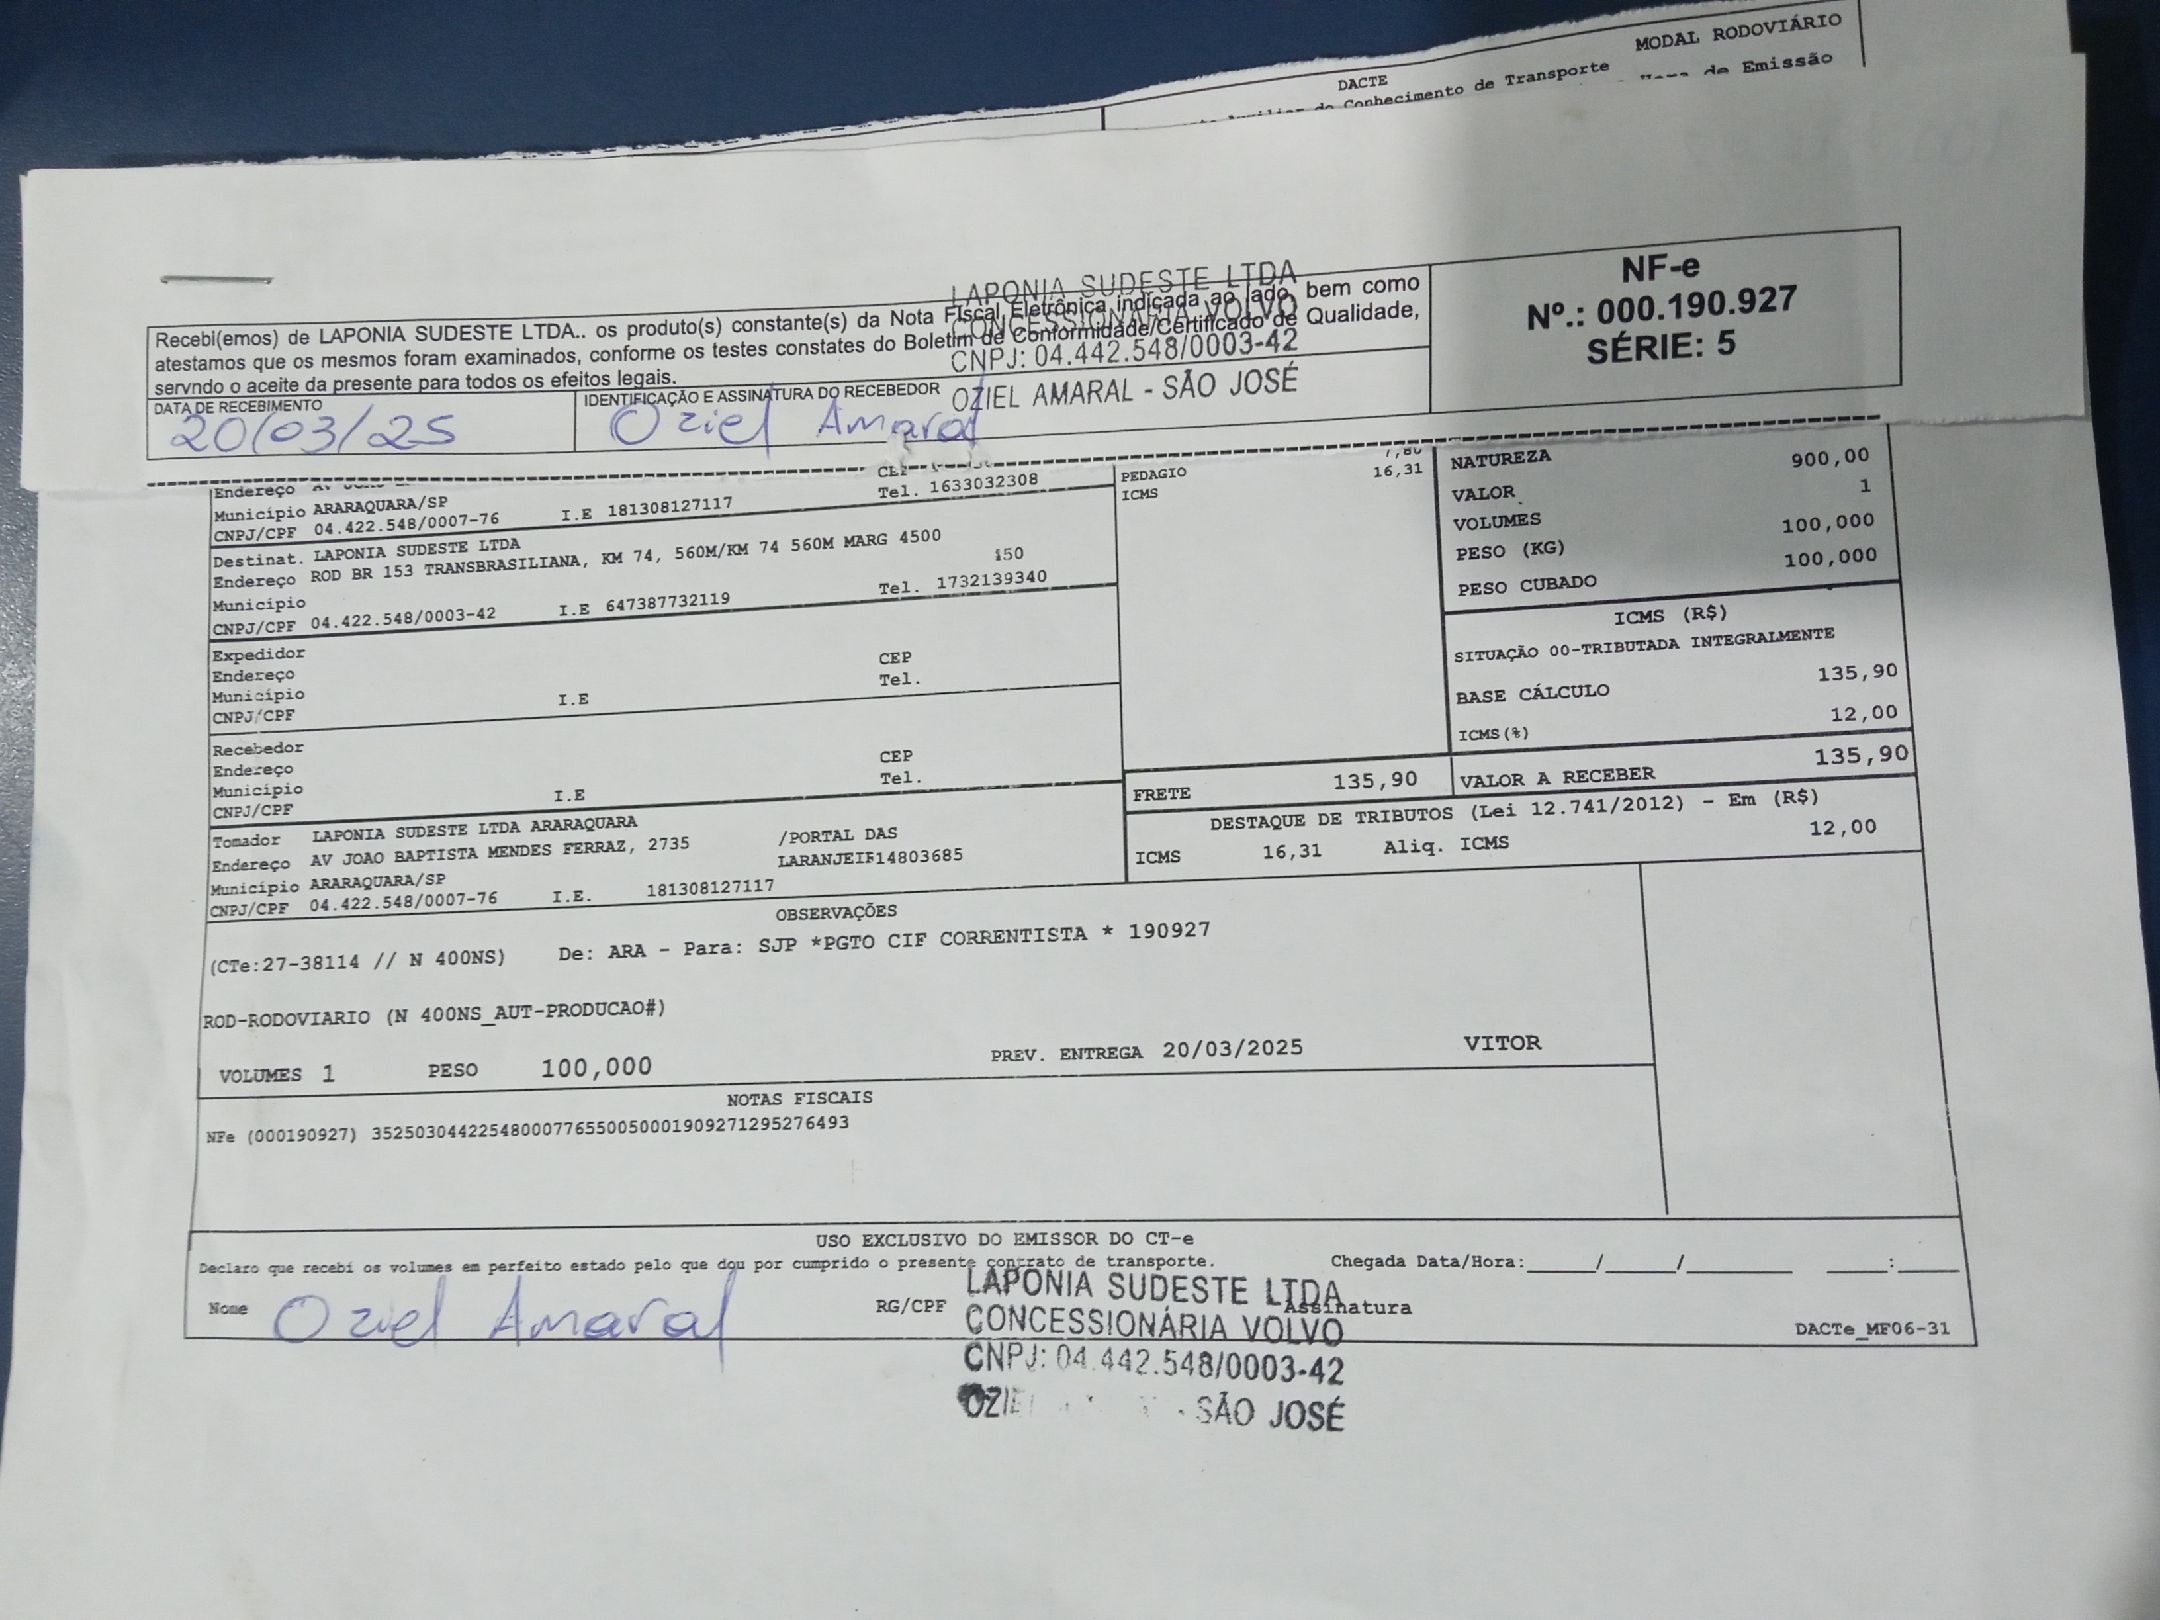 MODAL RODOVIÁRIO
DACTE
Conhecimento de Transporte
de Emissão
LAPONIA SUDESTE LTDA
CONCESSIONÁRIA VOLVO
CNPJ: 04.442.548/0003-42
OZIEL AMARAL - SÃO JOSÉ
Recebi(emos) de LAPONIA SUDESTE LTDA.. os produto(s) constante(s) da Nota Fiscal Eletrônica indicada ao lado, bem como
atestamos que os mesmos foram examinados, conforme os testes constates do Boletim de Conformidade/Certificado de Qualidade,
servndo o aceite da presente para todos os efeitos legais.
DATA DE RECEBIMENTO
20/03/25
IDENTIFICAÇÃO E ASSINATURA DO RECEBEDOR
Oziel Amaral
NF-e
Nº.: 000.190.927
SÉRIE: 5
Endereço
Município ARARAQUARA/SP Tel. 1633032308
CNPJ/CPF 04.422.548/0007-76 I.E 181308127117
Destinat. LAPONIA SUDESTE LTDA
Endereço ROD BR 153 TRANSBRASILIANA, KM 74, 560M/KM 74 560M MARG 4500
Município Tel. 1732139340
CNPJ/CPF 04.422.548/0003-42 I.E 647387732119
Expedidor
Endereço CEP
Município Tel.
CNPJ/CPF I.E
Recebedor
Endereço CEP
Município Tel.
CNPJ/CPF I.E
Tomador LAPONIA SUDESTE LTDA ARARAQUARA
Endereço AV JOAO BAPTISTA MENDES FERRAZ, 2735 /PORTAL DAS
LARANJEIF14803685
Município ARARAQUARA/SP
CNPJ/CPF 04.422.548/0007-76 I.E. 181308127117
PEDAGIO
ICMS 16,31
NATUREZA
VALOR 900,00
VOLUMES 1
PESO (KG) 100,000
PESO CUBADO 100,000
ICMS (R$)
SITUAÇÃO 00-TRIBUTADA INTEGRALMENTE
BASE CÁLCULO 135,90
ICMS(%) 12,00
FRETE 135,90 VALOR A RECEBER 135,90
DESTAQUE DE TRIBUTOS (Lei 12.741/2012) - Em (R$)
ICMS 16,31 Aliq. ICMS 12,00
OBSERVAÇÕES
(CTe:27-38114 // N 400NS) De: ARA - Para: SJP *PGTO CIF CORRENTISTA * 190927
ROD-RODOVIARIO (N 400NS_AUT-PRODUCAO#)
VOLUMES 1 PESO 100,000 PREV. ENTREGA 20/03/2025 VITOR
NOTAS FISCAIS
NFe (000190927) 35250304422548000776550050001909271295276493
USO EXCLUSIVO DO EMISSOR DO CT-e
Declaro que recebi os volumes em perfeito estado pelo que dou por cumprido o presente contrato de transporte. Chegada Data/Hora:____/____/______ ____:____
Nome Oziel Amaral RG/CPF Assinatura
LAPONIA SUDESTE LTDA
CONCESSIONÁRIA VOLVO
CNPJ: 04.442.548/0003-42
OZIEL - SÃO JOSÉ
DACTe_MF06-31